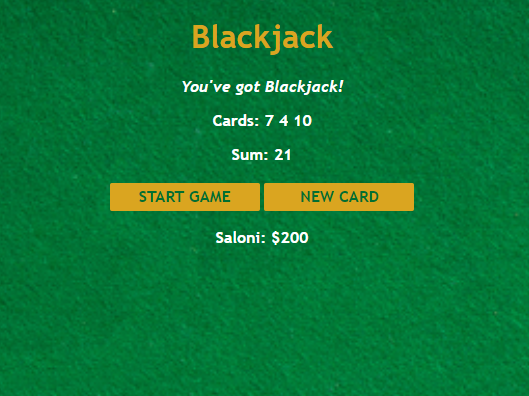 Blackjack
You've got Blackjack!
Cards: 7 4 10
Sum: 21
START GAME NEW CARD
Saloni: $200